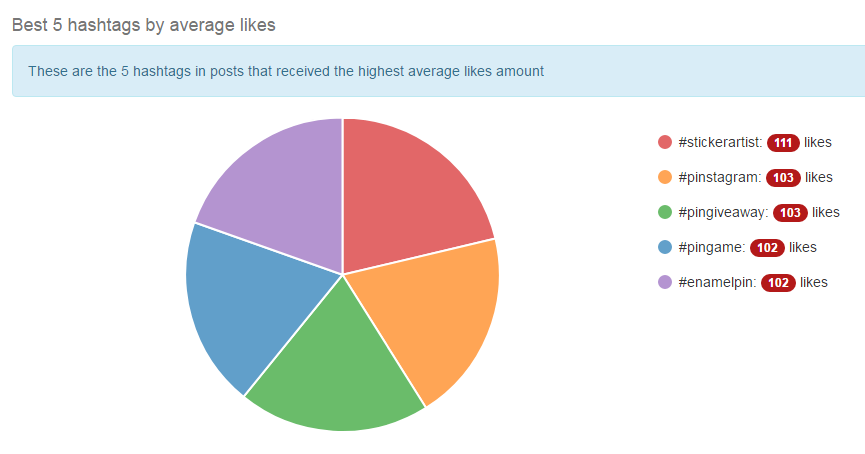 Best 5 hashtags by average likes
These are the 5 hashtags in posts that received the highest average likes amount
#stickerartist: 111 likes
#pinstagram: 103 likes
#pingiveaway: 103 likes
#pingame: 102 likes
#enamelpin: 102 likes